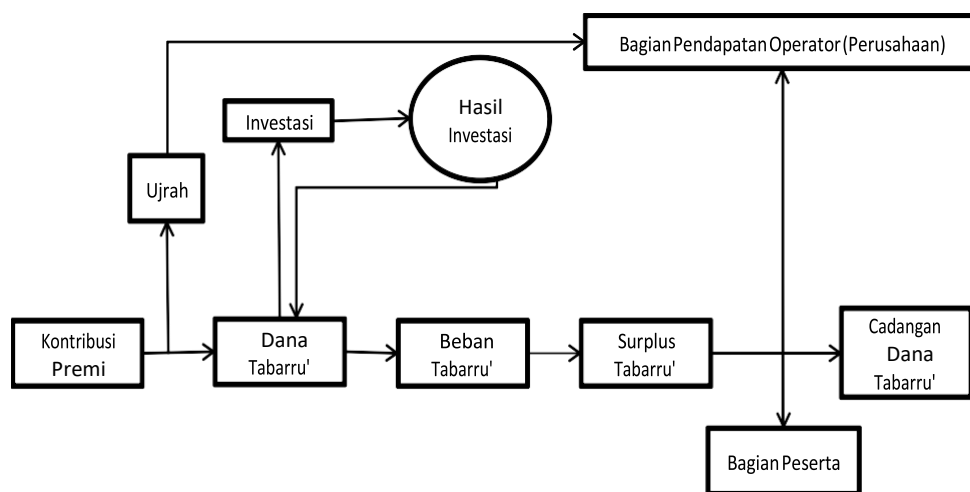 Bagian Pendapatan Operator (Perusahaan)
Hasil
Investasi
Investasi
Ujrah
Kontribusi
Premi
Dana
Tabarru'
Beban
Tabarru'
Surplus
Tabarru'
Cadangan
Dana
Tabarru'
Bagian Peserta